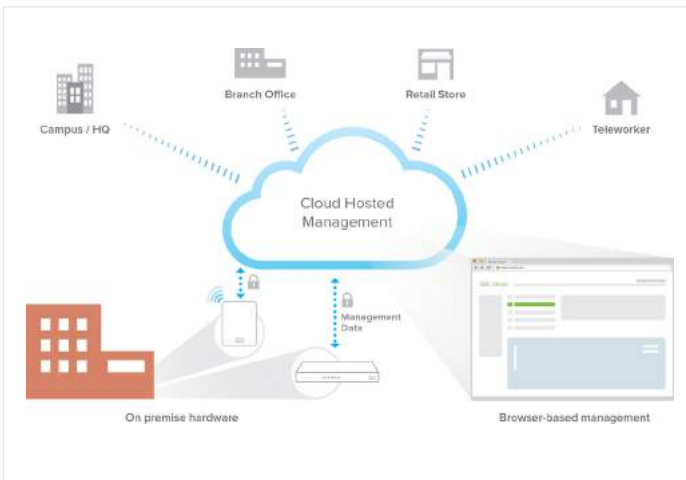 Branch Office
Retail Store
Campus / HQ
Teleworker
Cloud Hosted
Management
Management
Data
On premise hardware
Browser-based management